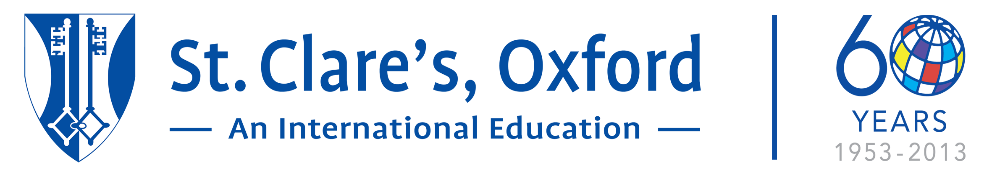 St. Clare's, Oxford
An International Education
60
YEARS
1953-2013